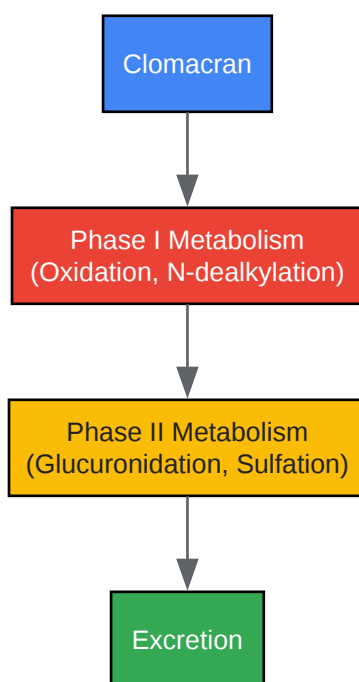 Clomacran
Phase I Metabolism
(Oxidation, N-dealkylation)
Phase II Metabolism
(Glucuronidation, Sulfation)
Excretion